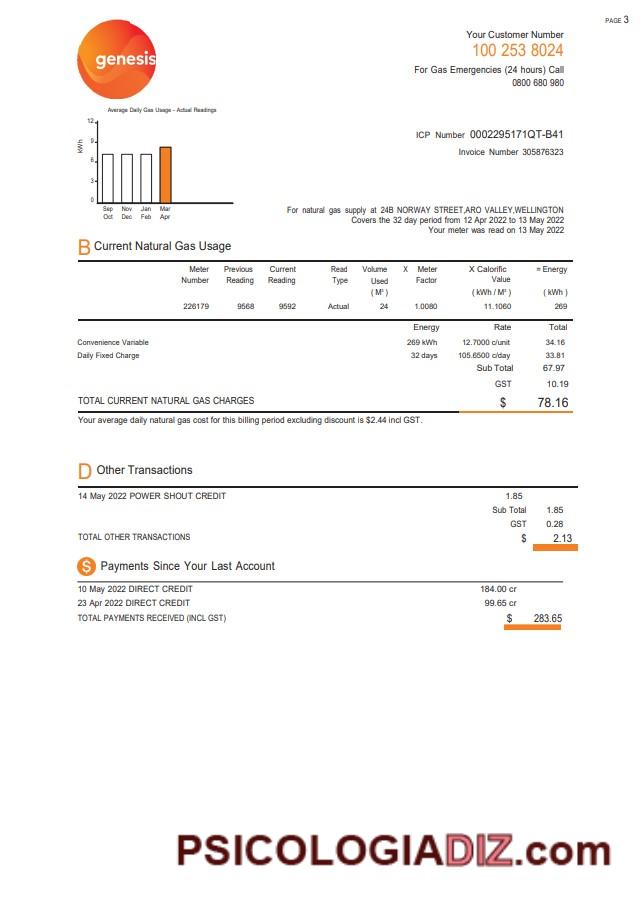 PAGE 3
genesis
Your Customer Number
100 253 8024
For Gas Emergencies (24 hours) Call
0800 680 980
Average Daily Gas Usage - Actual Readings
kWh
12
9
6
3
0
Sep Oct
Nov Dec
Jan Feb
Mar Apr
ICP Number 0002295171QT-B41
Invoice Number 305876323
For natural gas supply at 24B NORWAY STREET,ARO VALLEY,WELLINGTON
Covers the 32 day period from 12 Apr 2022 to 13 May 2022
Your meter was read on 13 May 2022
B Current Natural Gas Usage
Meter Number Previous Reading Current Reading Read Type Volume Used ( M³ ) X Meter Factor X Calorific Value ( kWh / M³ ) = Energy ( kWh )
226179 9568 9592 Actual 24 1.0080 11.1060 269
Energy Rate Total
Convenience Variable 269 kWh 12.7000 c/unit 34.16
Daily Fixed Charge 32 days 105.6500 c/day 33.81
Sub Total 67.97
GST 10.19
TOTAL CURRENT NATURAL GAS CHARGES $ 78.16
Your average daily natural gas cost for this billing period excluding discount is $2.44 incl GST.
D Other Transactions
14 May 2022 POWER SHOUT CREDIT 1.85
Sub Total 1.85
GST 0.28
TOTAL OTHER TRANSACTIONS $ 2.13
$ Payments Since Your Last Account
10 May 2022 DIRECT CREDIT 184.00 cr
23 Apr 2022 DIRECT CREDIT 99.65 cr
TOTAL PAYMENTS RECEIVED (INCL GST) $ 283.65
PSICOLOGIADIZ.com